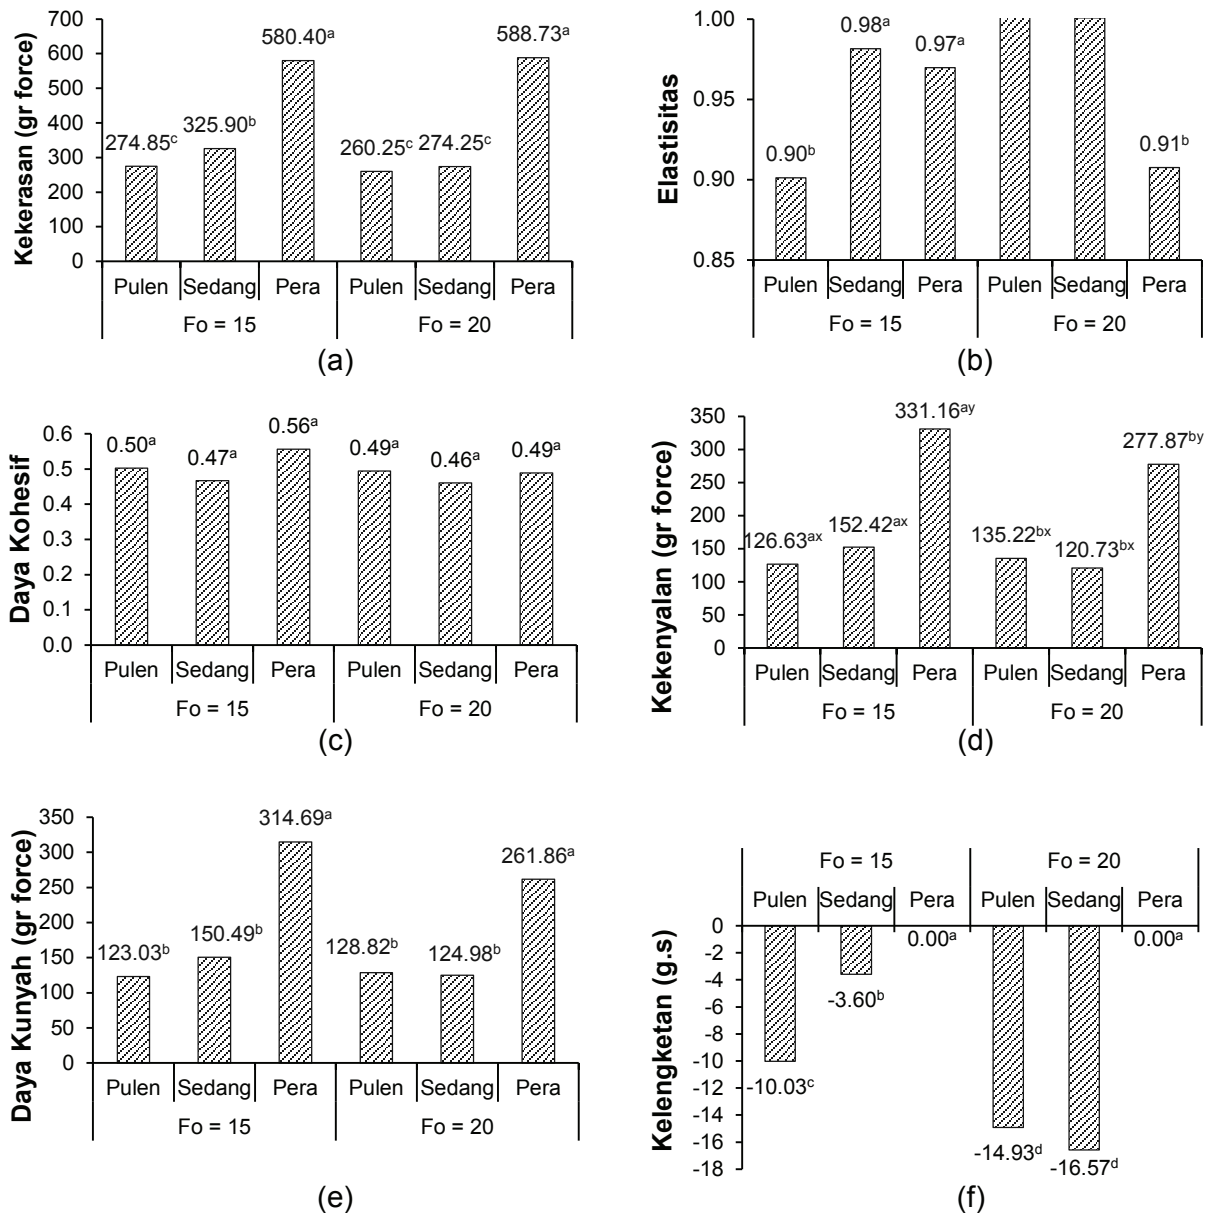 Kekerasan (gr force)
700
600
500
400
300
200
100
0
274.85ᶜ
325.90ᵇ
580.40ᵃ
260.25ᶜ
274.25ᶜ
588.73ᵃ
Pulen Sedang Pera Pulen Sedang Pera
Fo = 15 Fo = 20
(a)
Elastisitas
1.00
0.95
0.90
0.85
0.90ᵇ
0.98ᵃ
0.97ᵃ
0.91ᵇ
Pulen Sedang Pera Pulen Sedang Pera
Fo = 15 Fo = 20
(b)
Daya Kohesif
0.6
0.5
0.4
0.3
0.2
0.1
0.0
0.50ᵃ
0.47ᵃ
0.56ᵃ
0.49ᵃ
0.46ᵃ
0.49ᵃ
Pulen Sedang Pera Pulen Sedang Pera
Fo = 15 Fo = 20
(c)
Kekenyalan (gr force)
350
300
250
200
150
100
50
0
126.63ᵃˣ
152.42ᵃˣ
331.16ᵃʸ
135.22ᵇˣ
120.73ᵇˣ
277.87ᵇʸ
Pulen Sedang Pera Pulen Sedang Pera
Fo = 15 Fo = 20
(d)
Daya Kunyah (gr force)
350
300
250
200
150
100
50
0
123.03ᵇ
150.49ᵇ
314.69ᵃ
128.82ᵇ
124.98ᵇ
261.86ᵃ
Pulen Sedang Pera Pulen Sedang Pera
Fo = 15 Fo = 20
(e)
Kelengketan (g.s)
Fo = 15 Fo = 20
Pulen Sedang Pera Pulen Sedang Pera
0
-2
-4
-6
-8
-10
-12
-14
-16
-18
-10.03ᶜ
-3.60ᵇ
0.00ᵃ
-14.93ᵈ
-16.57ᵈ
0.00ᵃ
(f)